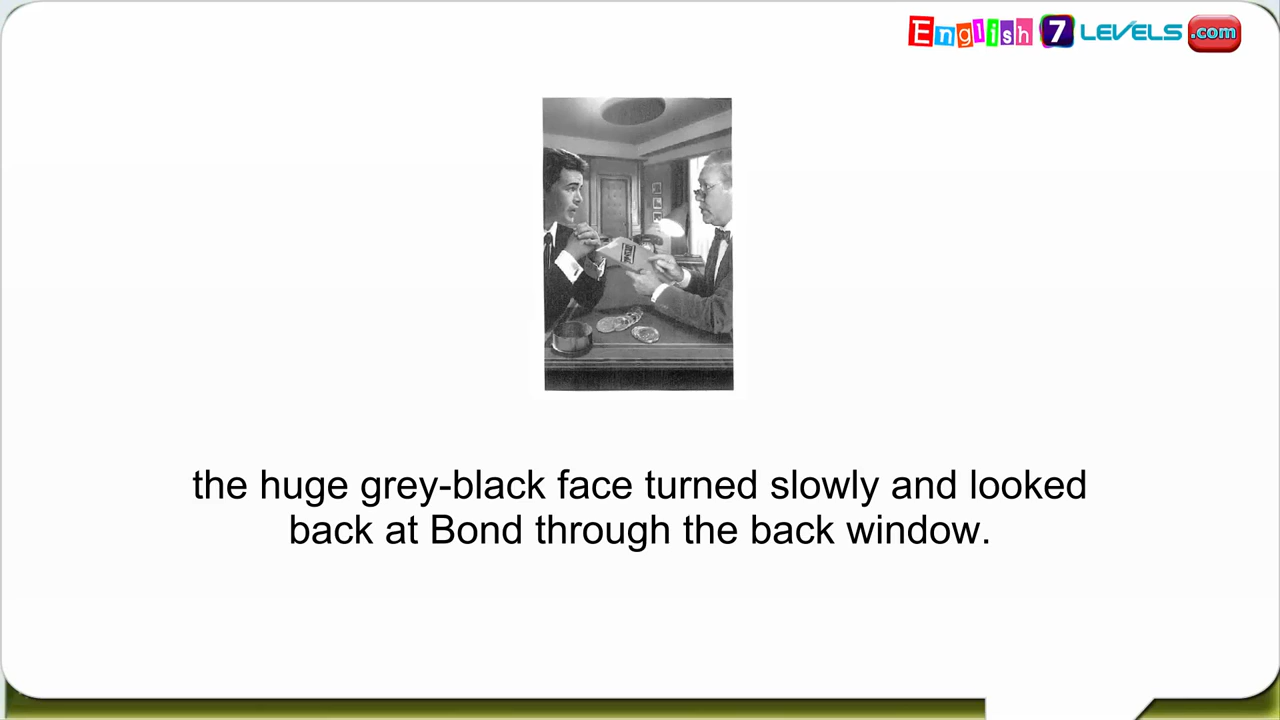 English 7 LEVELS .com
the huge grey-black face turned slowly and looked
back at Bond through the back window.